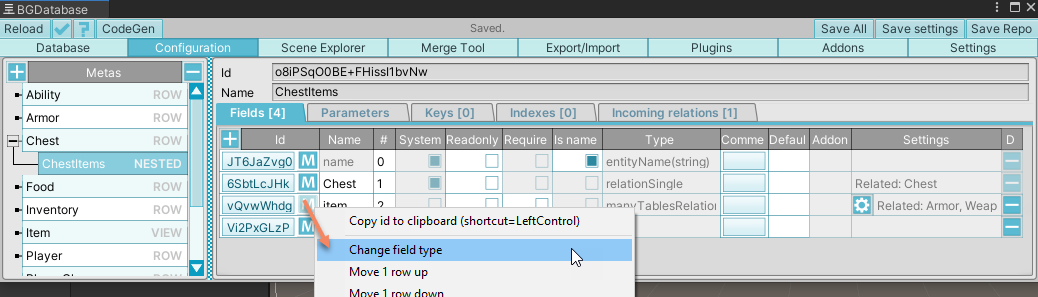 BGDatabase
Reload ? CodeGen Saved. Save All Save settings Save Repo
Database Configuration Scene Explorer Merge Tool Export/Import Plugins Addons Settings
Metas
Ability ROW
Armor ROW
Chest ROW
ChestItems NESTED
Food ROW
Inventory ROW
Item VIEW
Player ROW
Id o8iPSqO0BE+FHissI1bvNw
Name ChestItems
Fields [4] Parameters Keys [0] Indexes [0] Incoming relations [1]
Id Name # System Readonly Require Is name Type Comme Defaul Addon Settings D
JT6JaZvg0 M name 0 entityName(string)
6SbtLcJHk M Chest 1 relationSingle Related: Chest
vQvwWhdg M item 2 manyTablesRelation Related: Armor, Weap
Vi2PxGLzP M
Copy id to clipboard (shortcut=LeftControl)
Change field type
Move 1 row up
Move 1 row down